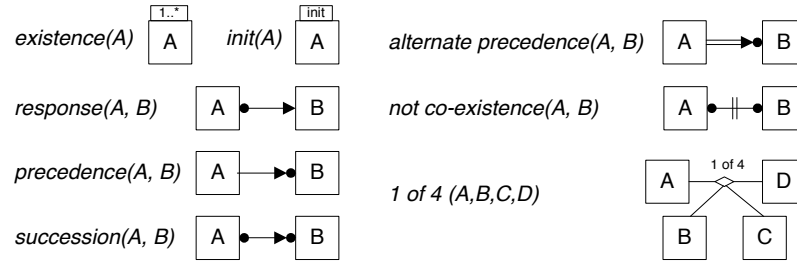 existence(A) 1..* A init(A) init A
response(A, B) A B
precedence(A, B) A B
succession(A, B) A B
alternate precedence(A, B) A B
not co-existence(A, B) A B
1 of 4 (A,B,C,D) 1 of 4 A D
B C